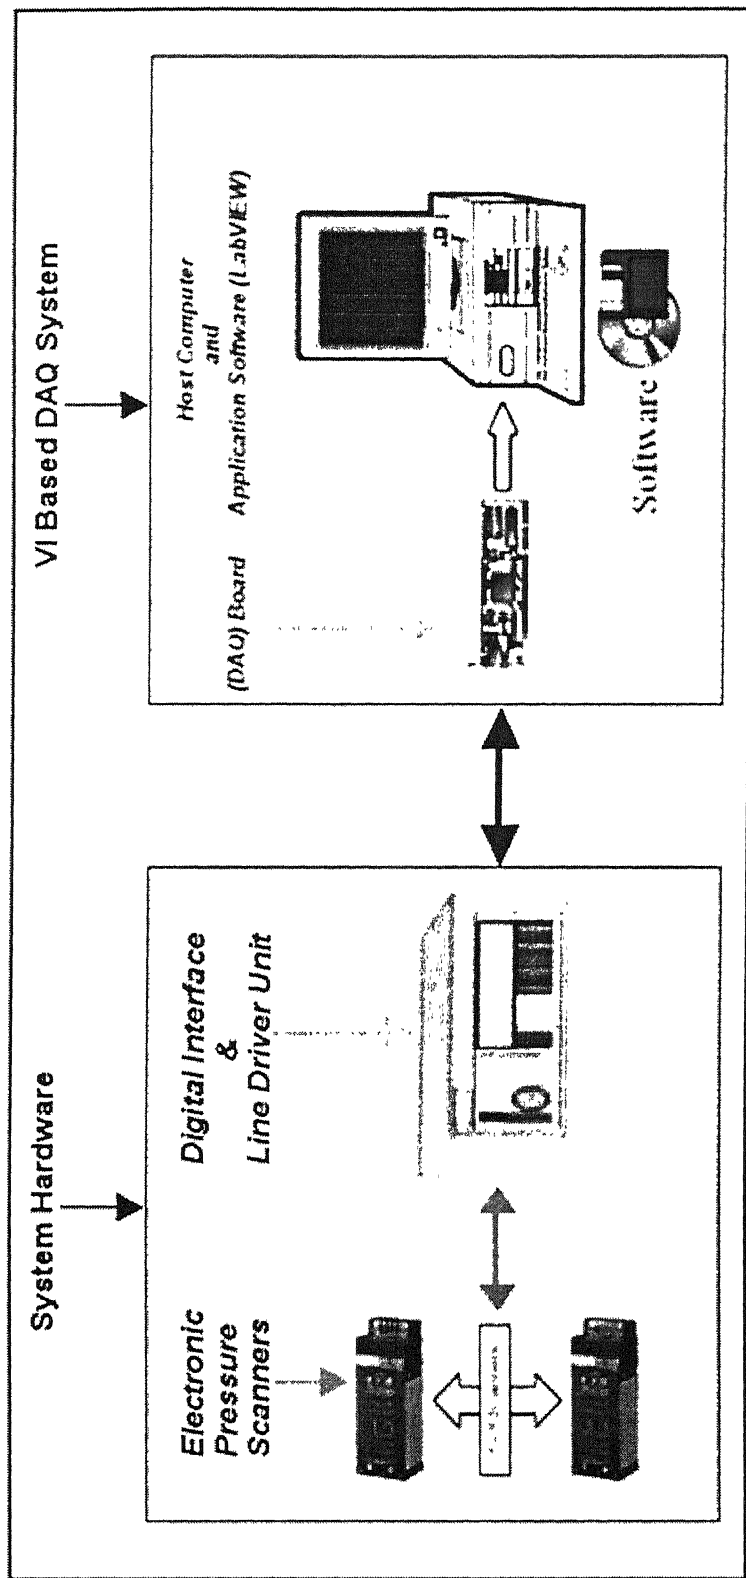 System Hardware
VI Based DAQ System
Electronic
Pressure
Scanners
Digital Interface
&
Line Driver Unit
(DAQ) Board
Host Computer
and
Application Software (LabVIEW)
Software